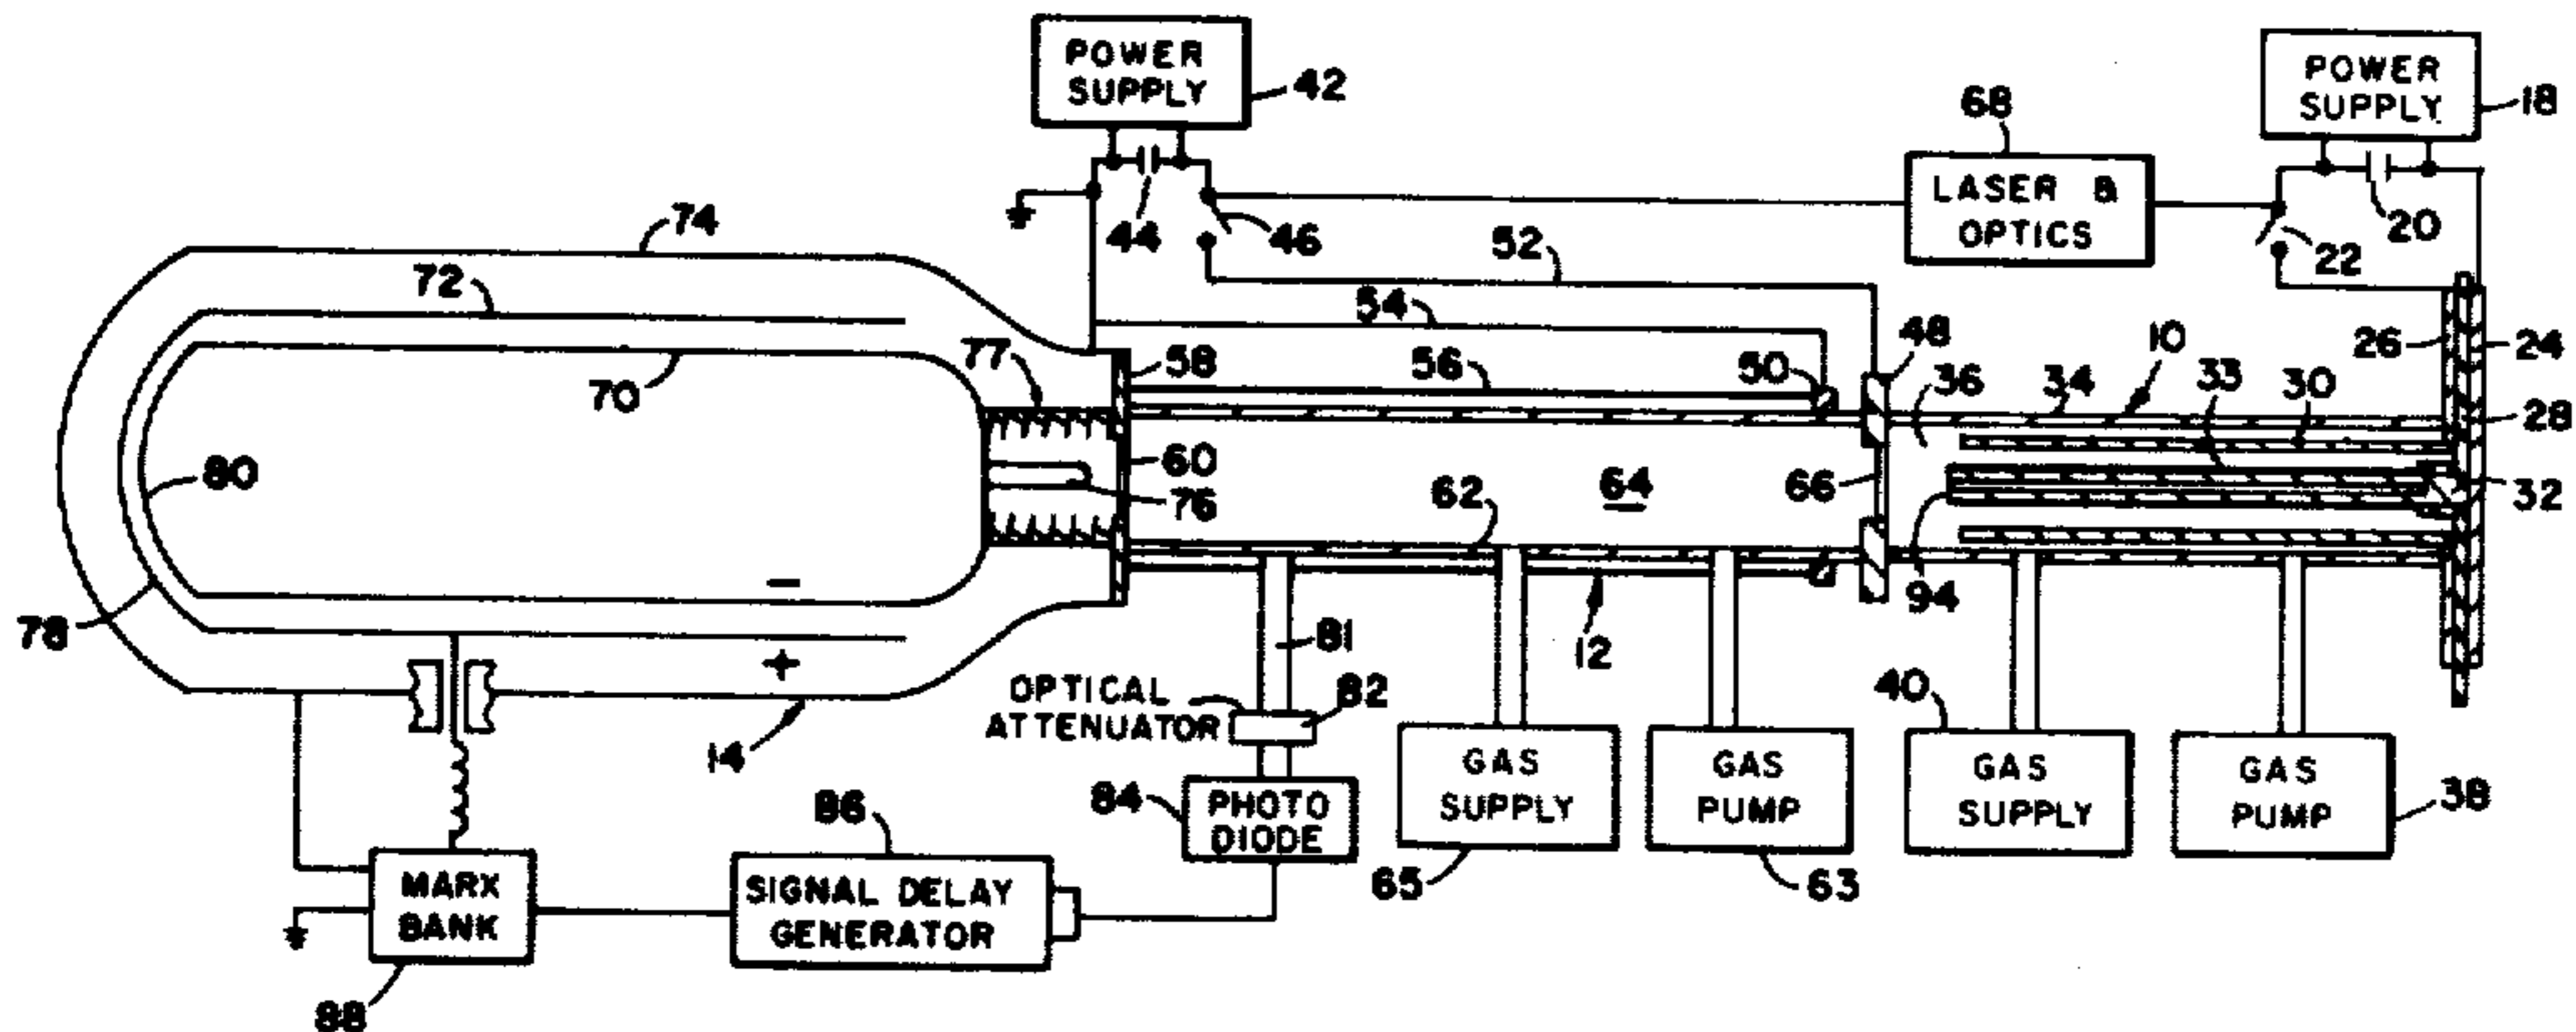 POWER
SUPPLY
42
POWER
SUPPLY
18
68
LASER &
OPTICS
44
46
20
22
74
52
72
54
48
10
26
24
70
77
58
56
50
36
34
33
30
28
80
60
76
62
64
66
32
94
78
-
+
81
12
14
OPTICAL
ATTENUATOR
82
40
84
PHOTO
DIODE
GAS
SUPPLY
GAS
PUMP
GAS
SUPPLY
GAS
PUMP
38
86
65
63
MARX
BANK
SIGNAL DELAY
GENERATOR
88